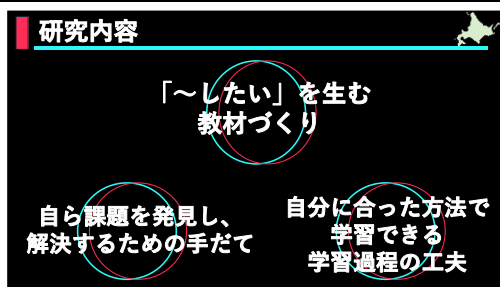 研究内容
「～したい」を生む
教材づくり
自ら課題を発見し、
解決するための手だて
自分に合った方法で
学習できる
学習過程の工夫